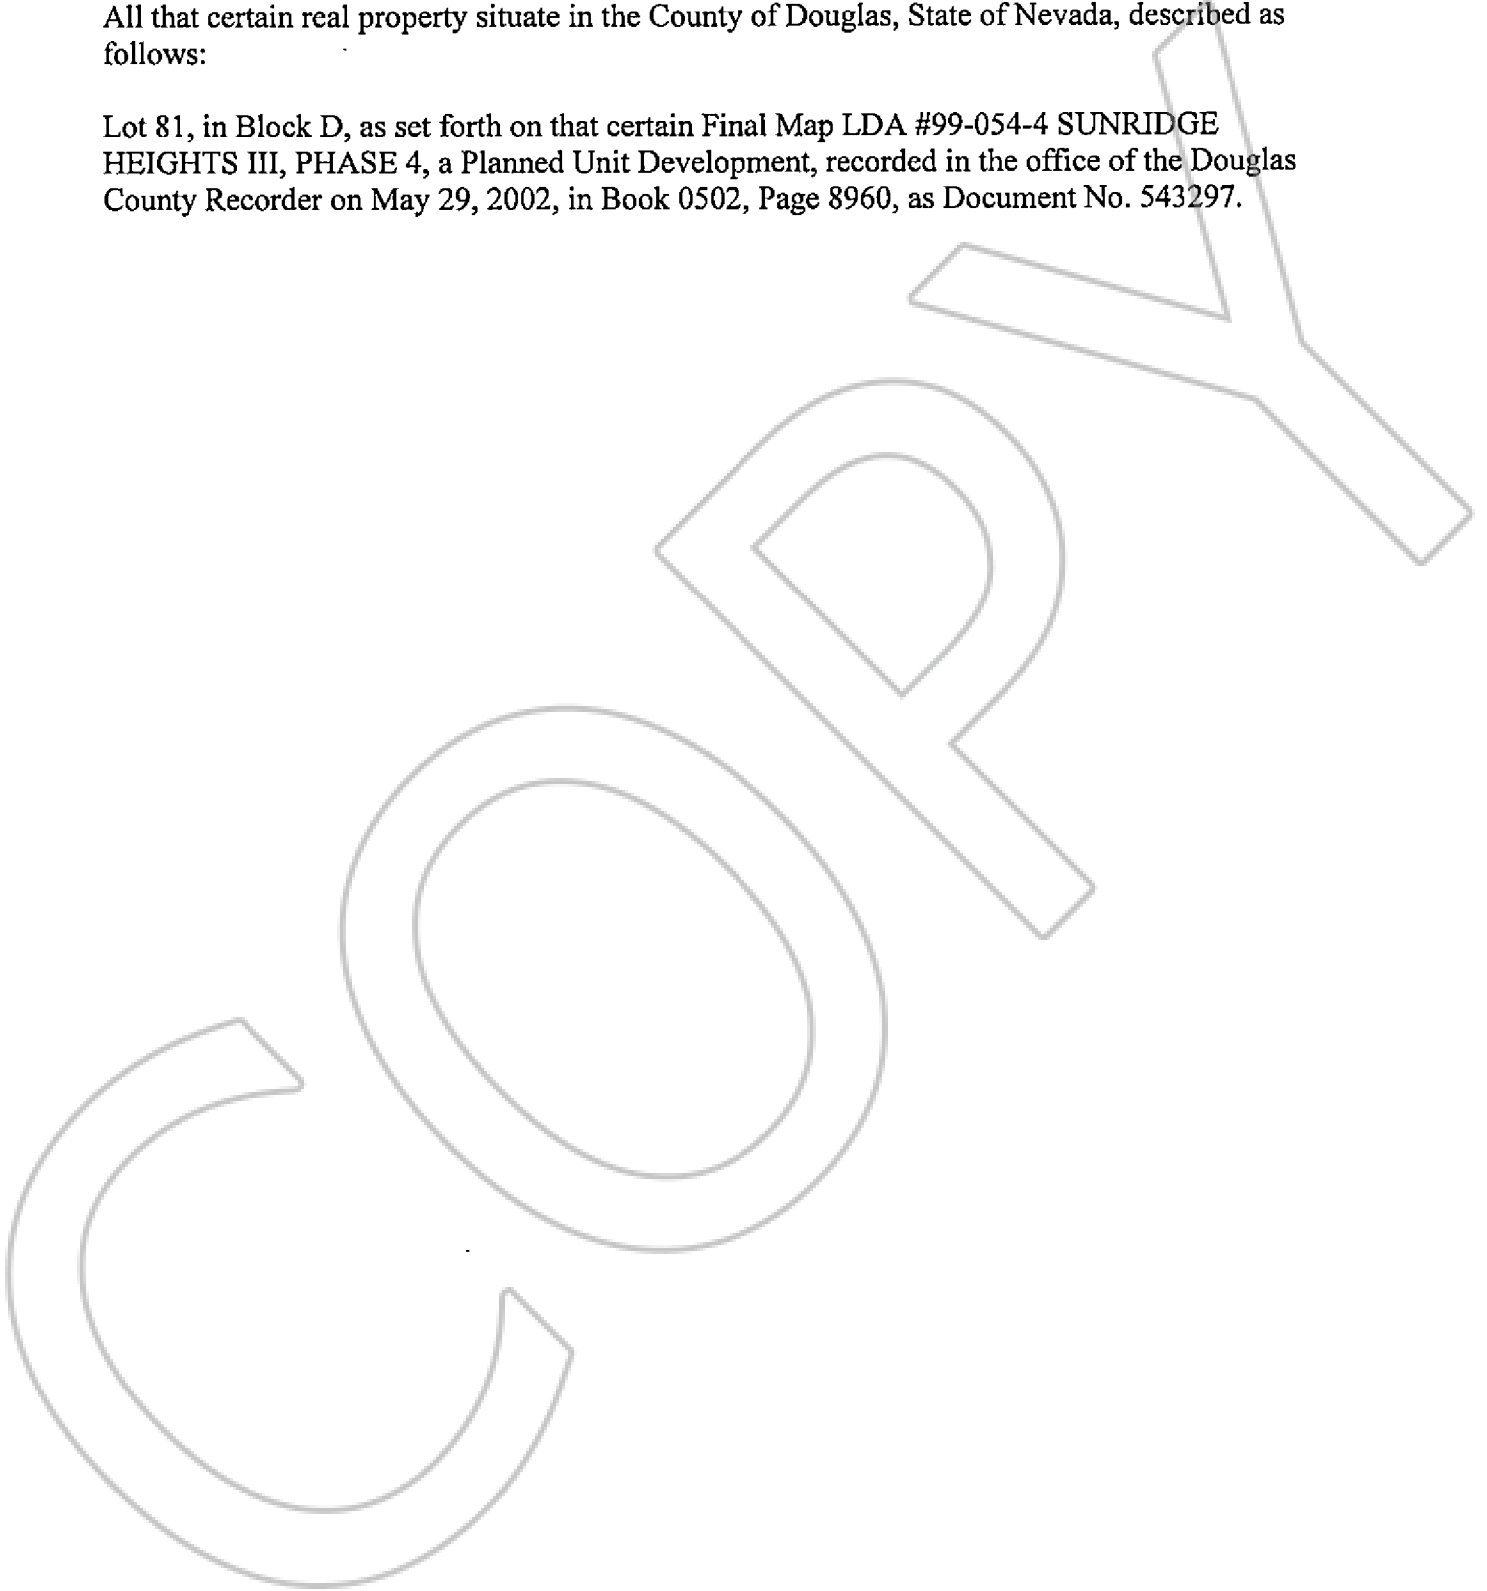 All that certain real property situate in the County of Douglas, State of Nevada, described as
follows:
Lot 81, in Block D, as set forth on that certain Final Map LDA #99-054-4 SUNRIDGE
HEIGHTS III, PHASE 4, a Planned Unit Development, recorded in the office of the Douglas
County Recorder on May 29, 2002, in Book 0502, Page 8960, as Document No. 543297.
COPY